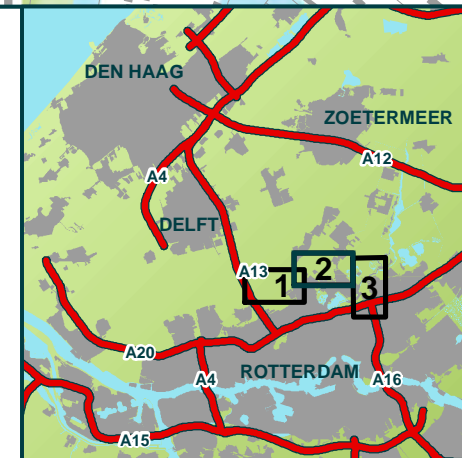 DEN HAAG
ZOETERMEER
A12
A4
DELFT
A13
1
2
3
A20
A4
ROTTERDAM
A16
A15